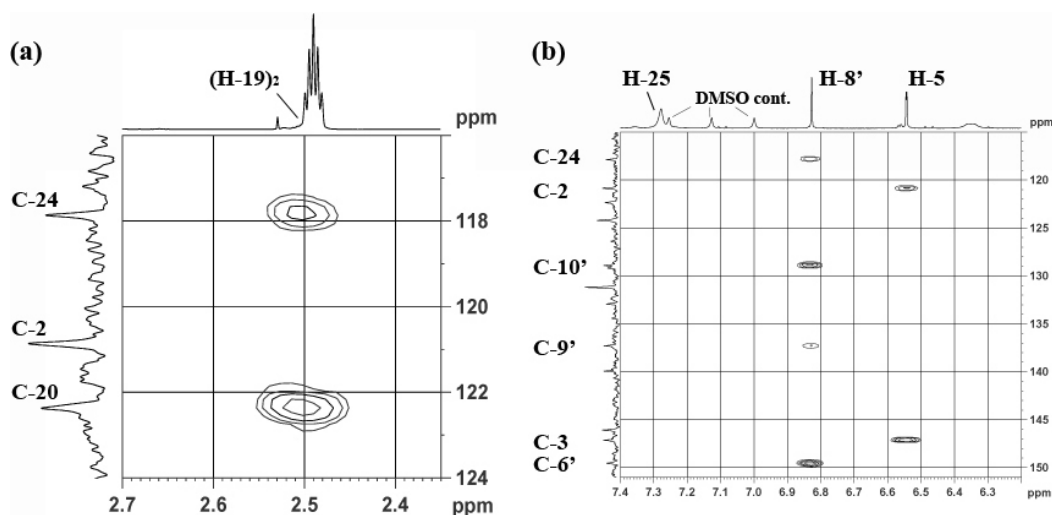 (a)
(H-19)2
ppm
C-24
118
C-2
120
C-20
122
124
2.7 2.6 2.5 2.4 ppm
(b)
H-25 H-8’ H-5
DMSO cont.
ppm
C-24
120
C-2
125
C-10’
130
135
C-9’
140
145
C-3
C-6’
150
7.4 7.3 7.2 7.1 7.0 6.9 6.8 6.7 6.6 6.5 6.4 6.3 ppm